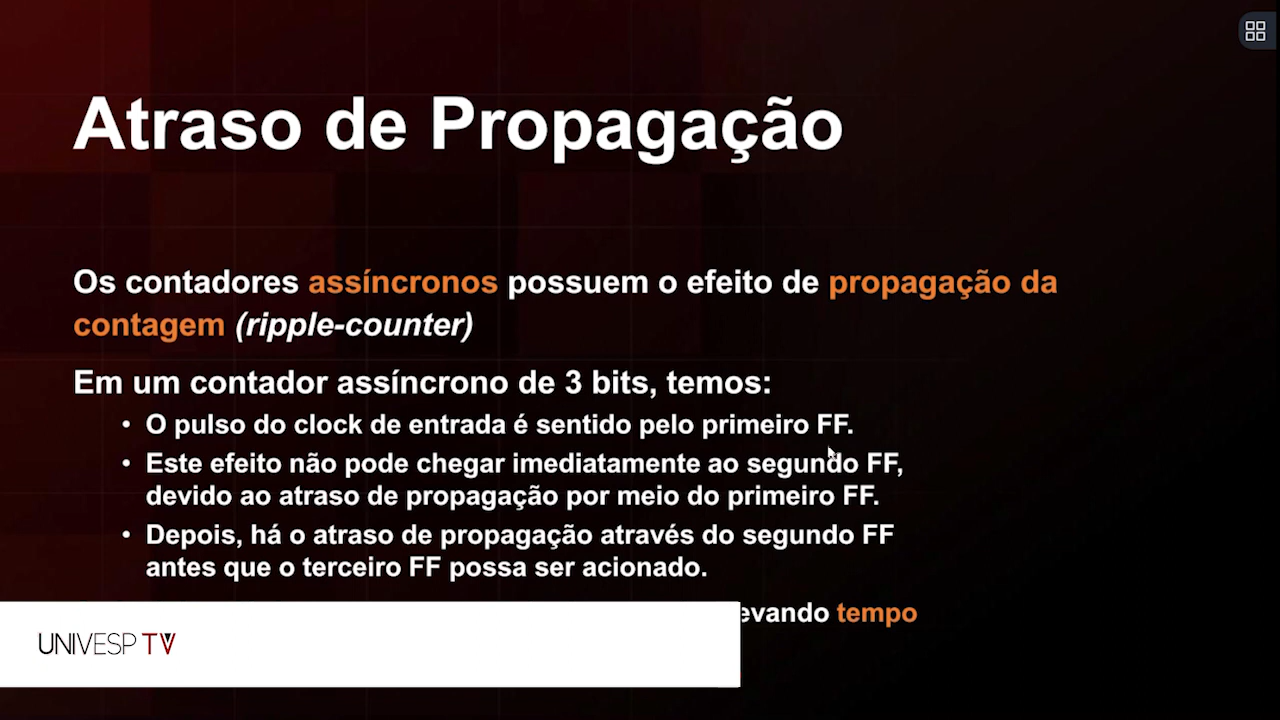 Atraso de Propagação
Os contadores assíncronos possuem o efeito de propagação da
contagem (ripple-counter)
Em um contador assíncrono de 3 bits, temos:
• O pulso do clock de entrada é sentido pelo primeiro FF.
• Este efeito não pode chegar imediatamente ao segundo FF,
devido ao atraso de propagação por meio do primeiro FF.
• Depois, há o atraso de propagação através do segundo FF
antes que o terceiro FF possa ser acionado.
tempo
UNIVESP TV